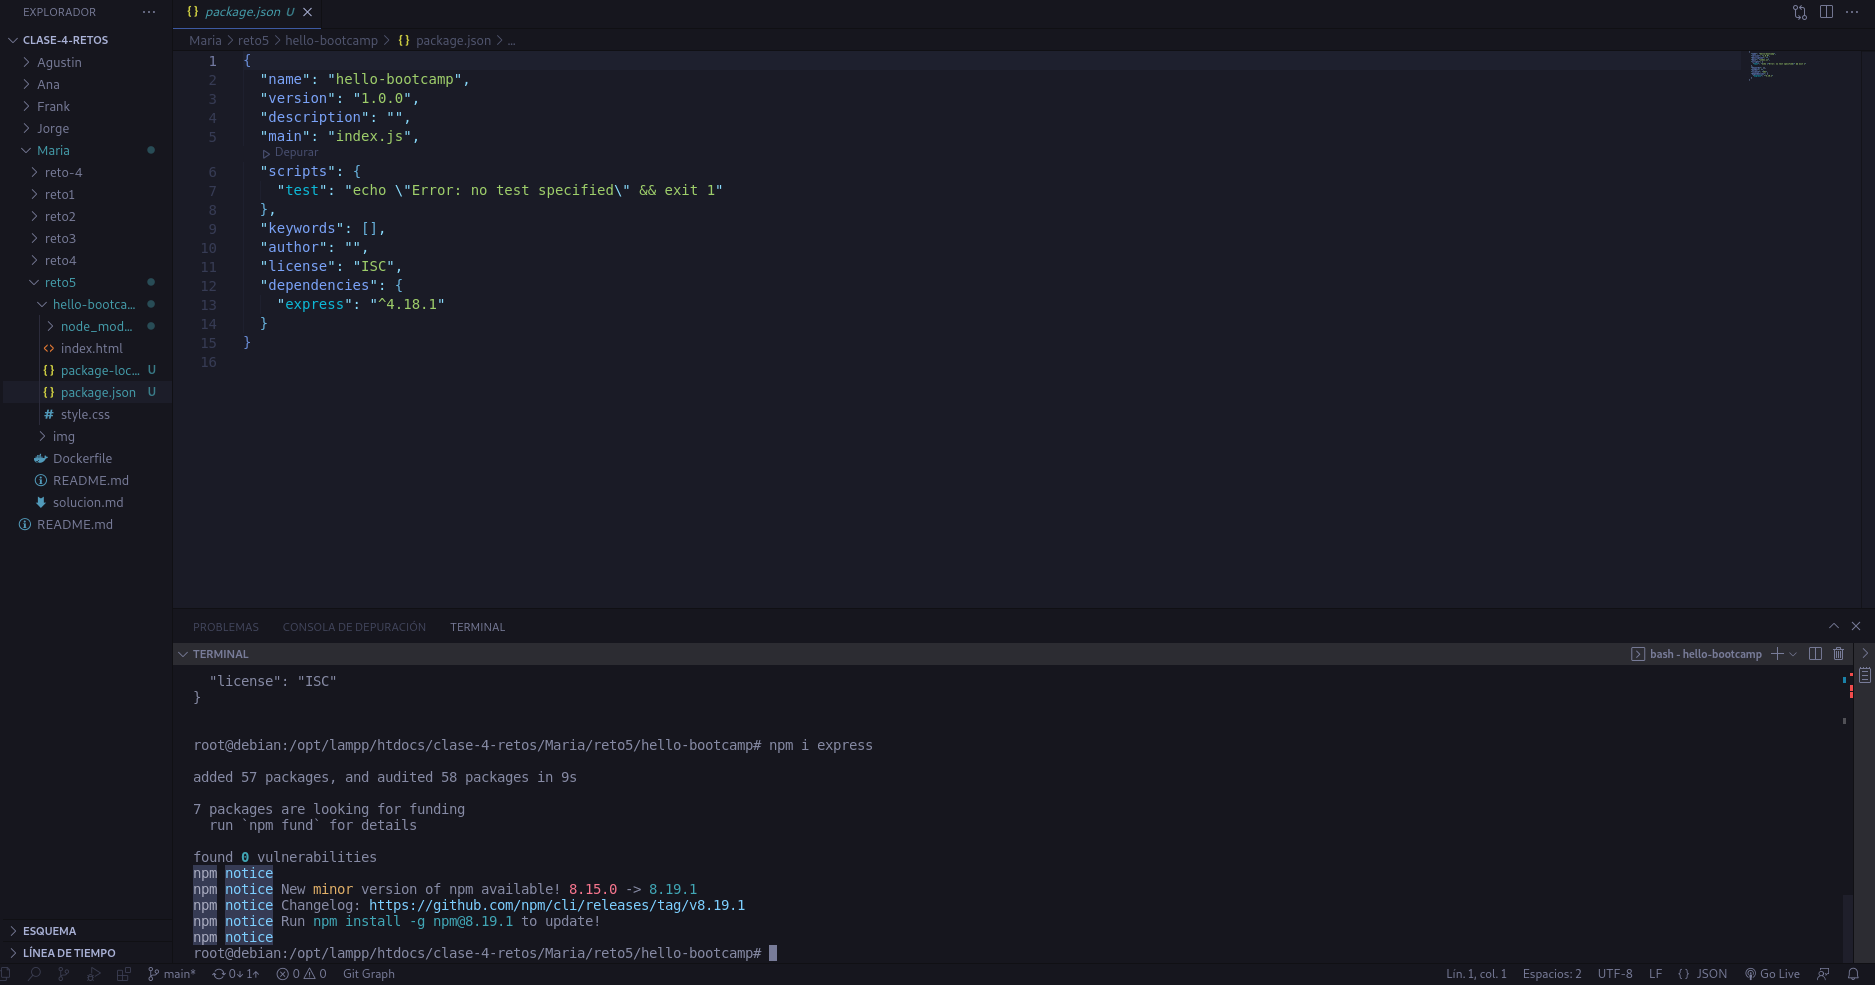 EXPLORADOR
CLASE-4-RETOS
Agustin
Ana
Frank
Jorge
Maria
reto-4
reto1
reto2
reto3
reto4
reto5
hello-bootca...
node_mod...
index.html
package-loc... U
package.json U
style.css
img
Dockerfile
README.md
solucion.md
README.md
ESQUEMA
LÍNEA DE TIEMPO
package.json U
Maria > reto5 > hello-bootcamp > {} package.json > ...
1 {
2 "name": "hello-bootcamp",
3 "version": "1.0.0",
4 "description": "",
5 "main": "index.js",
Depurar
6 "scripts": {
7 "test": "echo \"Error: no test specified\" && exit 1"
8 },
9 "keywords": [],
10 "author": "",
11 "license": "ISC",
12 "dependencies": {
13 "express": "^4.18.1"
14 }
15 }
16
PROBLEMAS CONSOLA DE DEPURACIÓN TERMINAL
TERMINAL bash - hello-bootcamp
"license": "ISC"
}
root@debian:/opt/lampp/htdocs/clase-4-retos/Maria/reto5/hello-bootcamp# npm i express
added 57 packages, and audited 58 packages in 9s
7 packages are looking for funding
run `npm fund` for details
found 0 vulnerabilities
npm notice
npm notice New minor version of npm available! 8.15.0 -> 8.19.1
npm notice Changelog: https://github.com/npm/cli/releases/tag/v8.19.1
npm notice Run npm install -g npm@8.19.1 to update!
npm notice
root@debian:/opt/lampp/htdocs/clase-4-retos/Maria/reto5/hello-bootcamp#
main* 0↓ 1↑ 0 0 Git Graph Lín. 1, col. 1 Espacios: 2 UTF-8 LF {} JSON Go Live